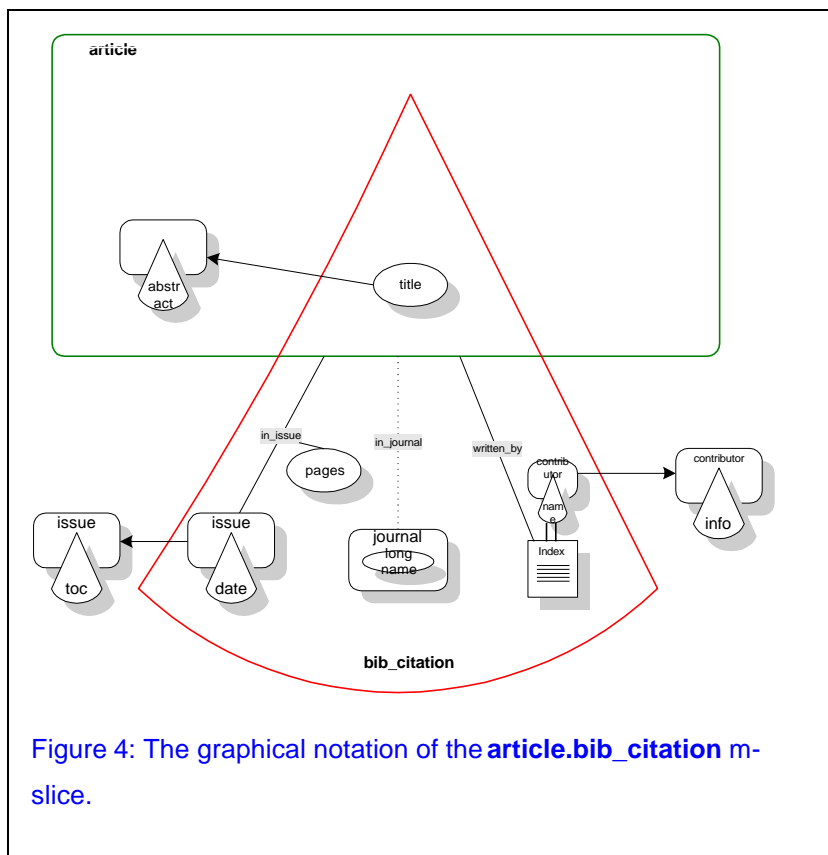 article
abstr
act
title
in_issue
in_journal
written_by
pages
contrib
utor
nam
e
contributor
info
issue
toc
issue
date
journal
long
name
Index
bib_citation
Figure 4: The graphical notation of the article.bib_citation m-
slice.